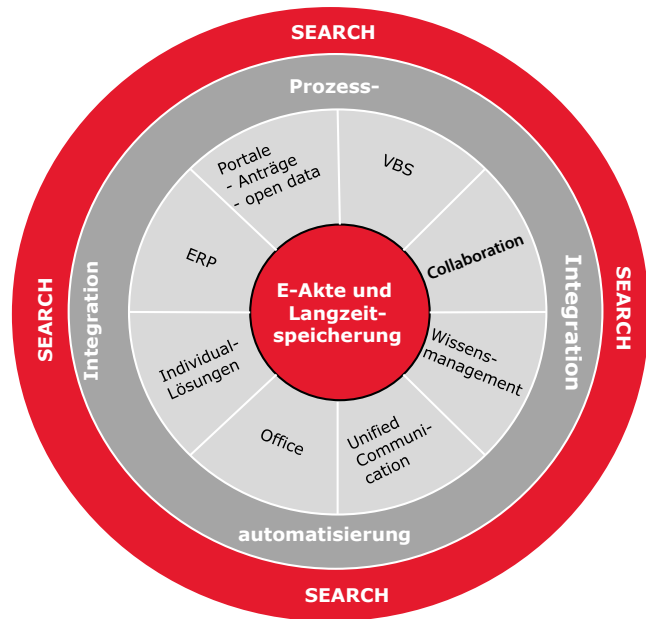 SEARCH
Prozess-
Portale
- Anträge
- open data
VBS
ERP
Collaboration
SEARCH
Integration
E-Akte und
Langzeit-
speicherung
Integration
SEARCH
Individual-
Lösungen
Wissens-
management
Office
Unified
Communi-
cation
automatisierung
SEARCH